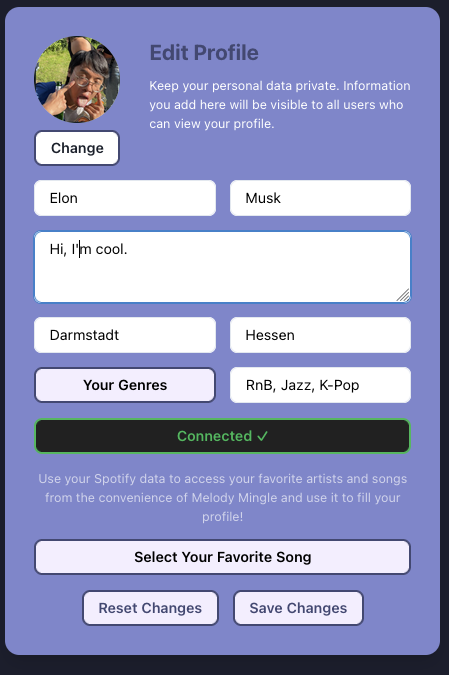 Edit Profile
Keep your personal data private. Information
you add here will be visible to all users who
can view your profile.
Change
Elon
Musk
Hi, I'm cool.
Darmstadt
Hessen
Your Genres
RnB, Jazz, K-Pop
Connected ✓
Use your Spotify data to access your favorite artists and songs
from the convenience of Melody Mingle and use it to fill your
profile!
Select Your Favorite Song
Reset Changes
Save Changes